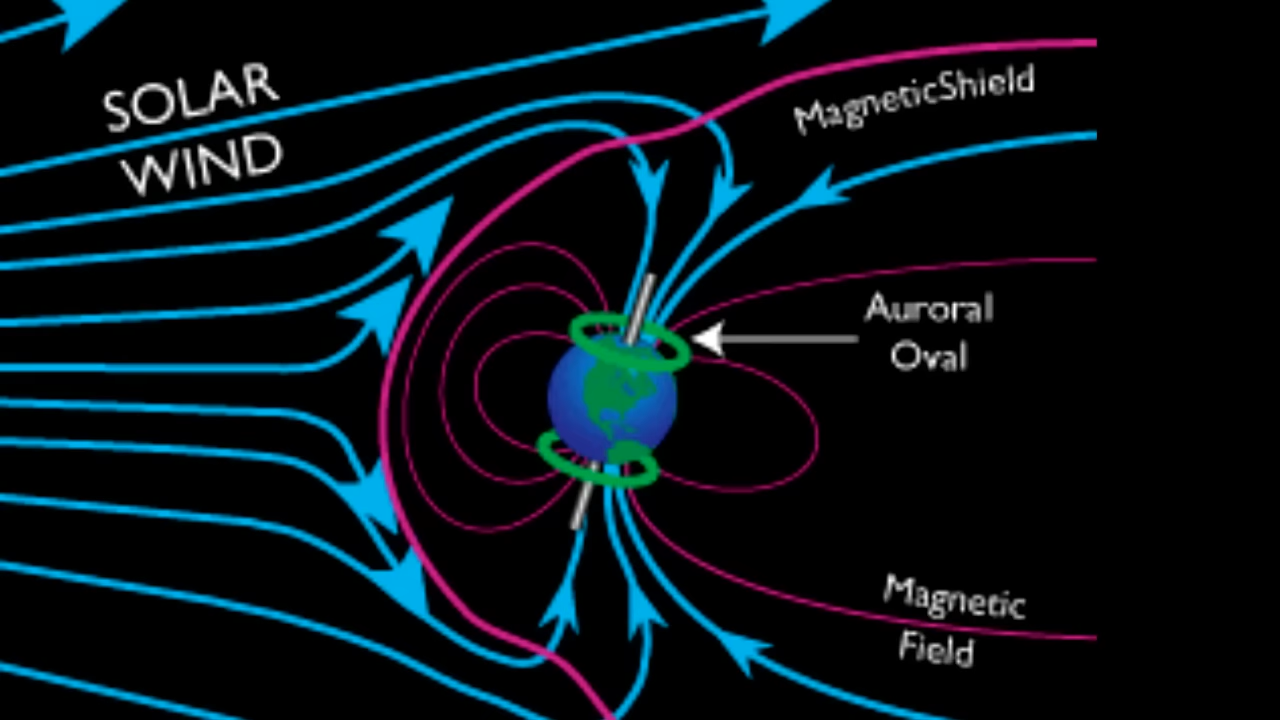 SOLAR
WIND
MagneticShield
Auroral
Oval
Magnetic
Field